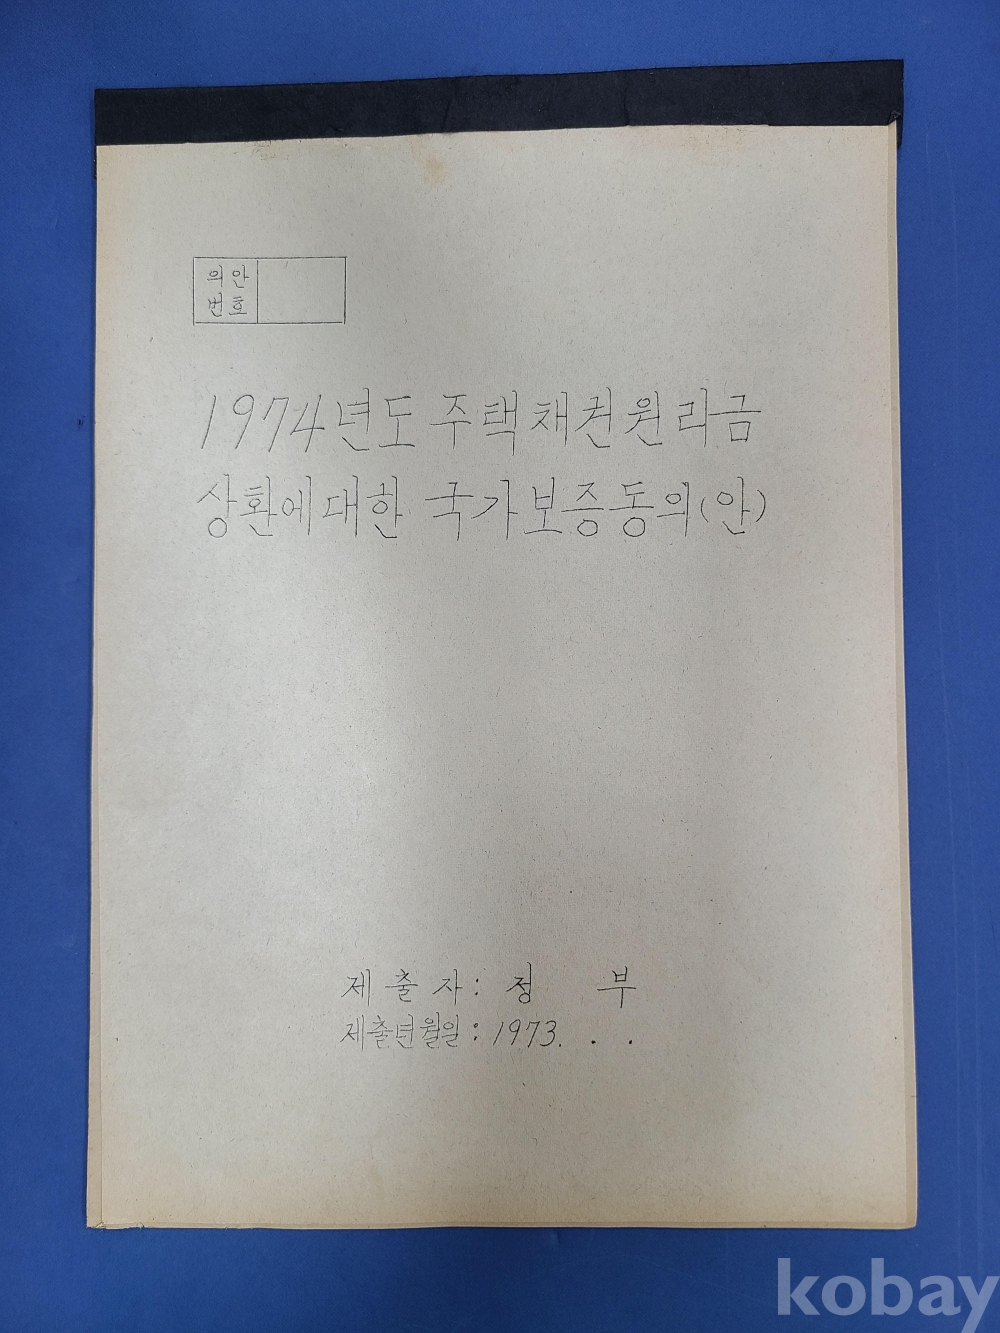 의안
번호
1974년도 주택채권원리금
상환에대한 국가보증동의(안)
제 출 자 : 정 부
제출년월일 : 1973. . .
kobay